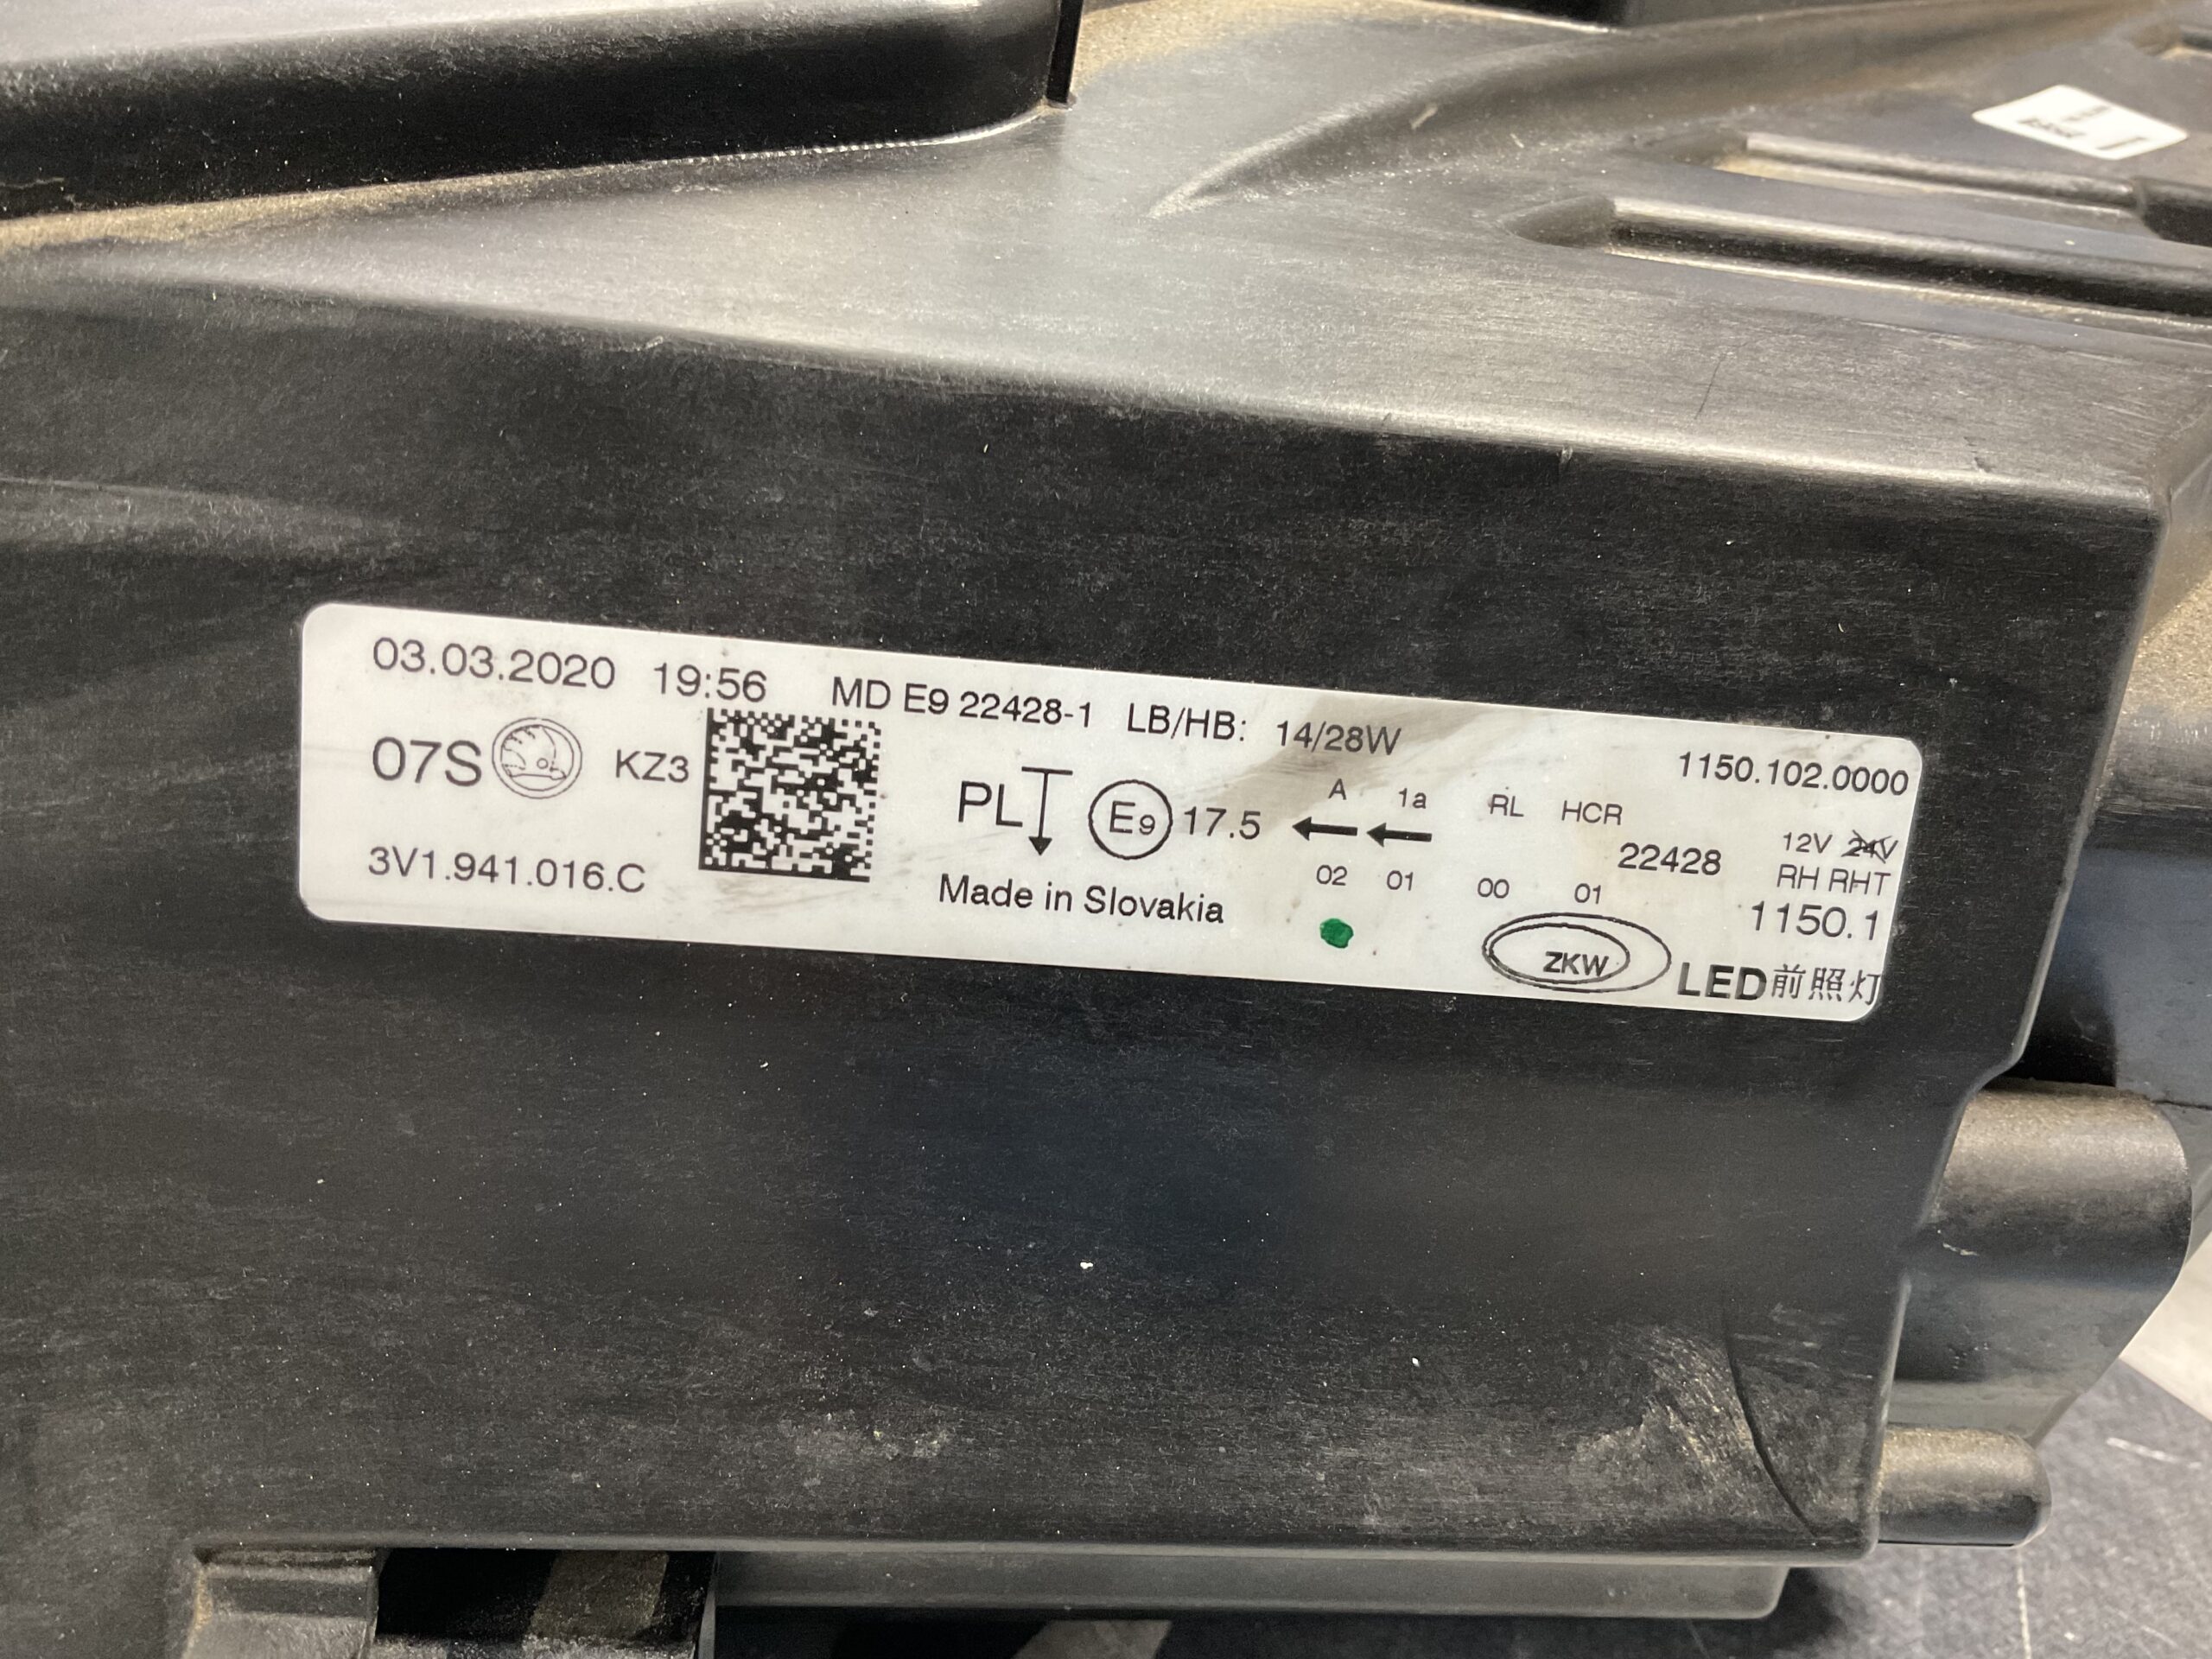 03.03.2020 19:56 MD E9 22428-1 LB/HB: 14/28W 1150.102.0000
07S KZ3 PL E9 17.5 A 1a RL HCR 22428 12V 24V
RH RHT
3V1.941.016.C Made in Slovakia 02 01 00 01 1150.1
ZKW LED前照灯